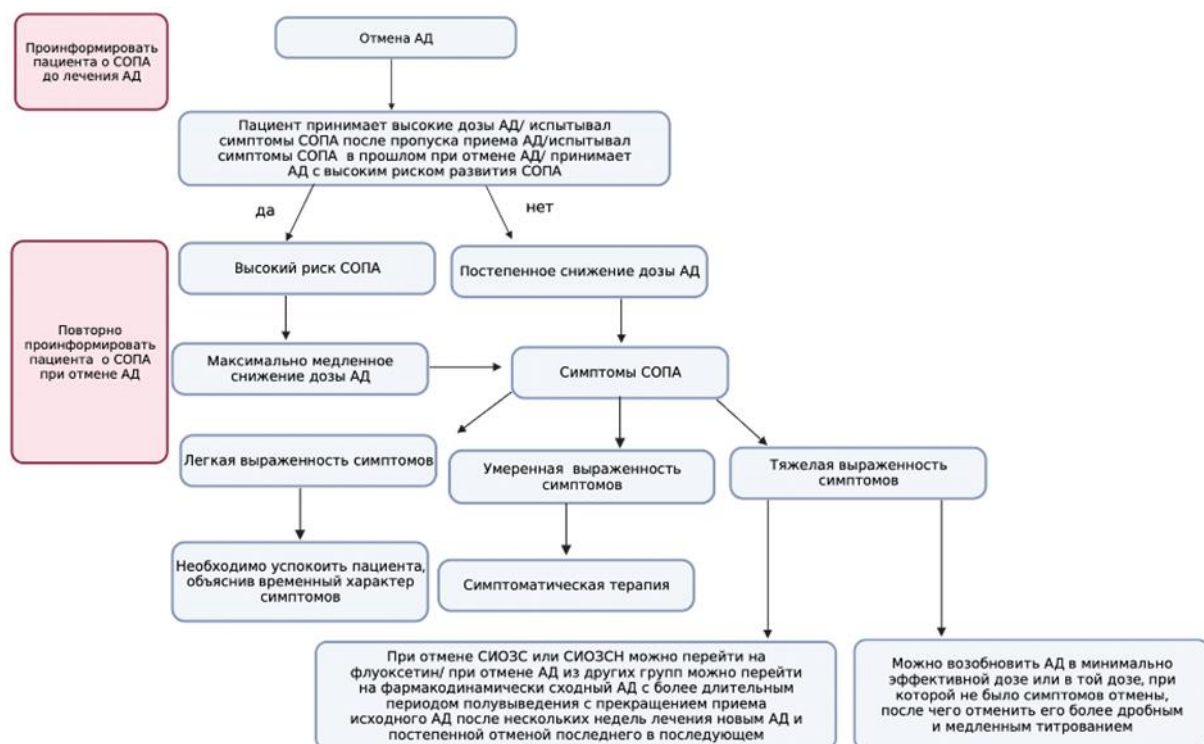 Проинформировать
пациента о СОПА
до лечения АД
Отмена АД
Пациент принимает высокие дозы АД/ испытывал
симптомы СОПА после пропуска приема АД/испытывал
симптомы СОПА в прошлом при отмене АД/ принимает
АД с высоким риском развития СОПА
да
нет
Повторно
проинформировать
пациента о СОПА
при отмене АД
Высокий риск СОПА
Постепенное снижение дозы АД
Максимально медленное
снижение дозы АД
Симптомы СОПА
Легкая выраженность симптомов
Умеренная выраженность
симптомов
Тяжелая выраженность
симптомов
Необходимо успокоить пациента,
объяснив временный характер
симптомов
Симптоматическая терапия
При отмене СИОЗС или СИОЗСН можно перейти на
флуоксетин/ при отмене АД из других групп можно перейти
на фармакодинамически сходный АД с более длительным
периодом полувыведения с прекращением приема
исходного АД после нескольких недель лечения новым АД и
постепенной отменой последнего в последующем
Можно возобновить АД в минимально
эффективной дозе или в той дозе, при
которой не было симптомов отмены,
после чего отменить его более дробным
и медленным титрованием